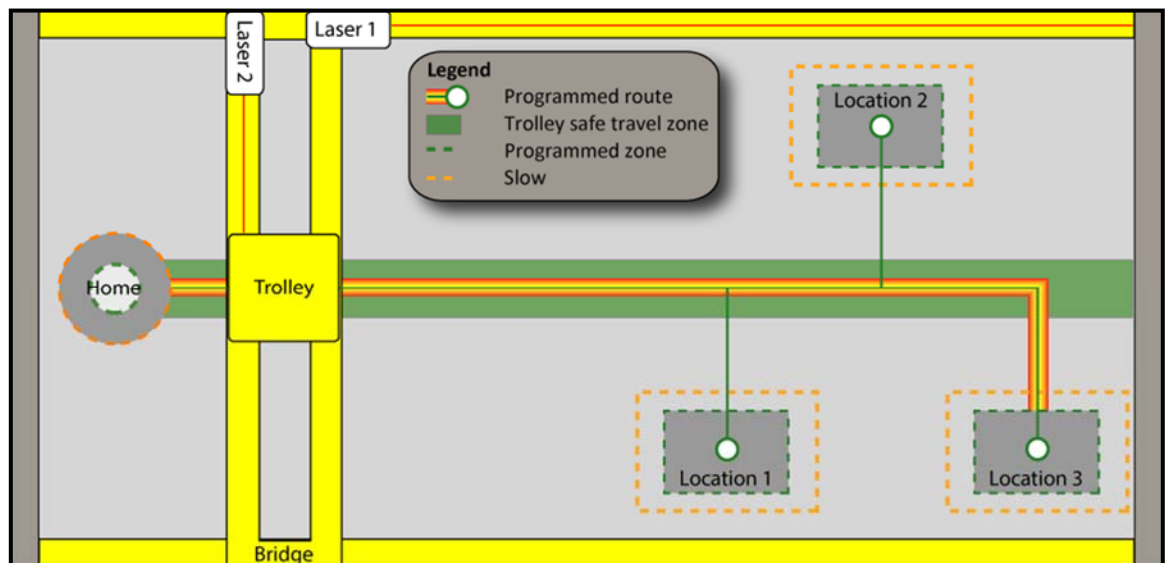 Laser 2
Laser 1
Legend
Programmed route
Trolley safe travel zone
Programmed zone
Slow
Location 2
Home
Trolley
Location 1
Location 3
Bridge